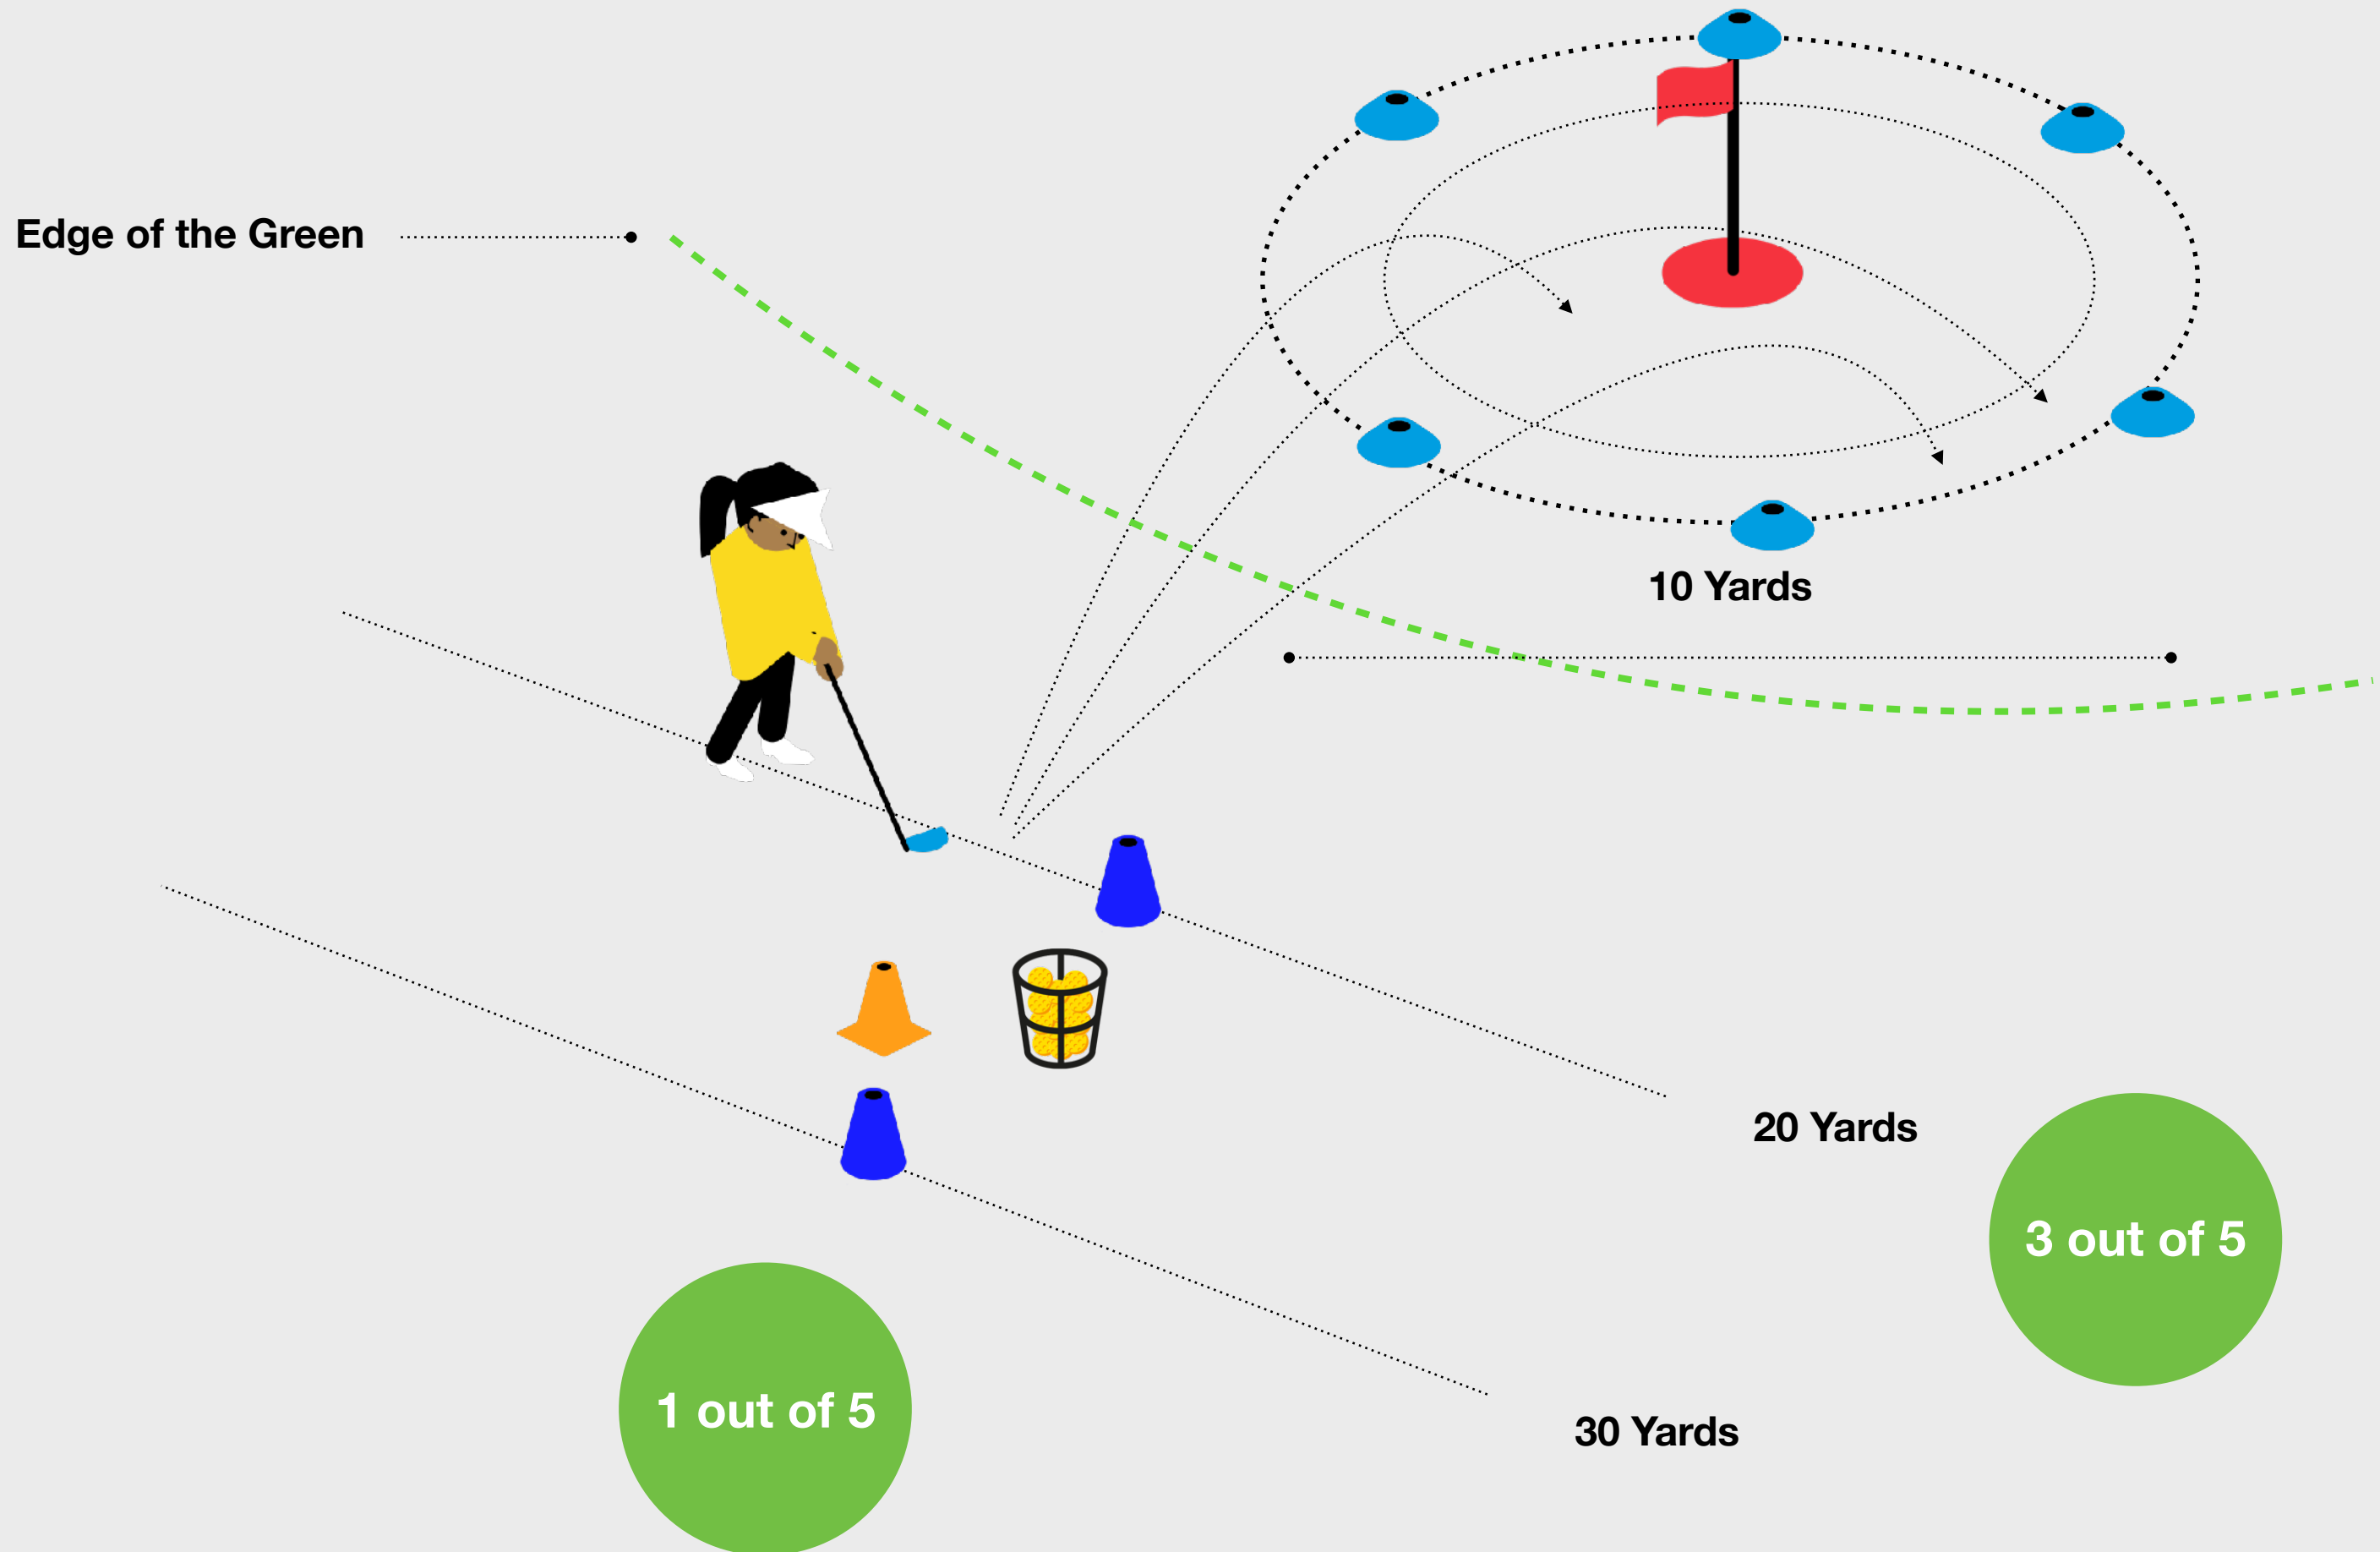 Edge of the Green
10 Yards
20 Yards
3 out of 5
1 out of 5
30 Yards